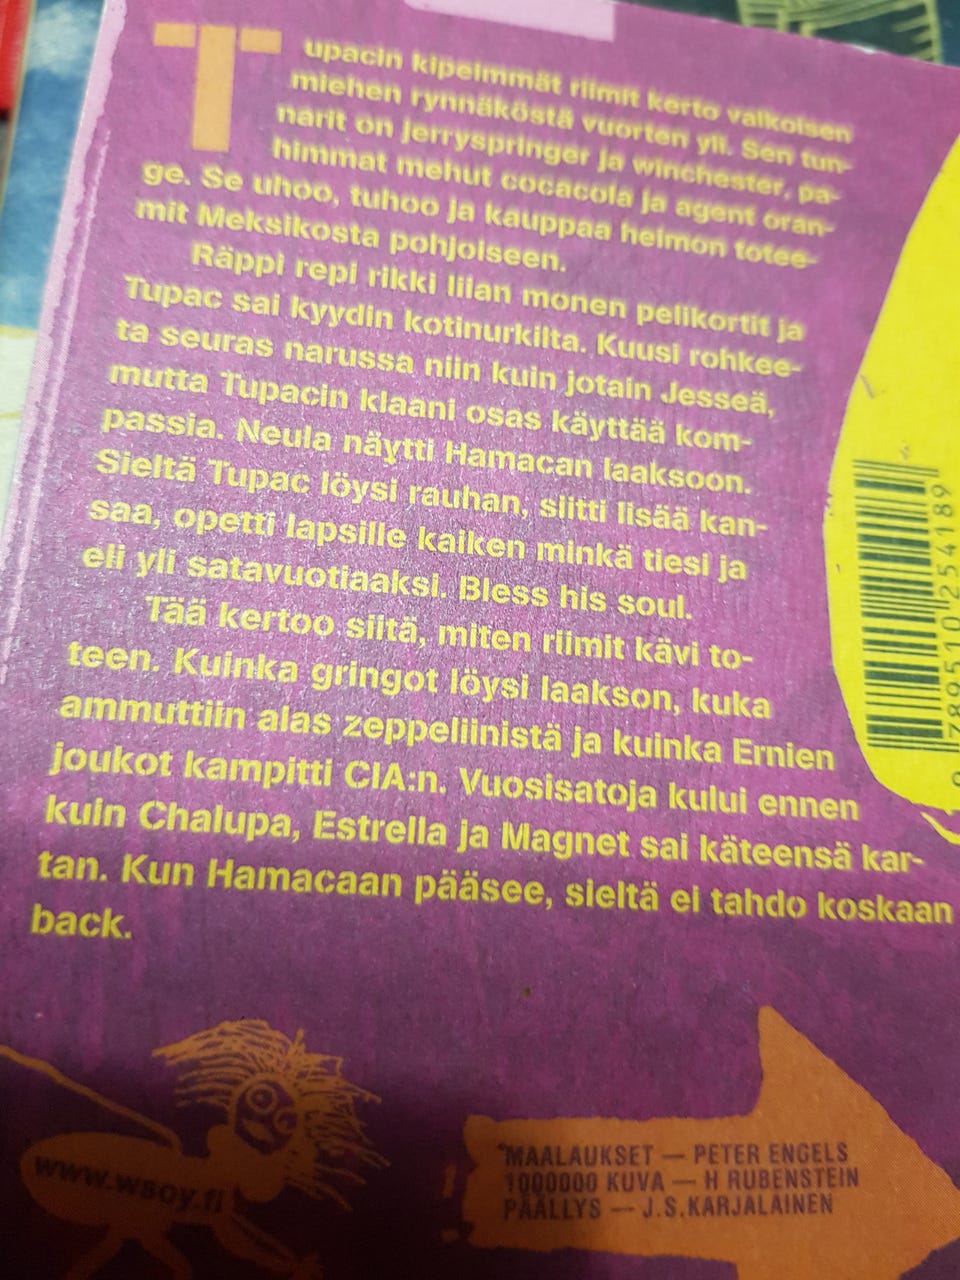 Tupacin kipeimmät riimit kerto valkoisen
miehen rynnäköstä vuorten yli. Sen tun-
narit on jerryspringer ja winchester, pa-
himmat mehut cocacola ja agent oran-
ge. Se uhoo, tuhoo ja kauppaa heimon totee-
mit Meksikosta pohjoiseen.
Räppi repi rikki liian monen pelikortit ja
Tupac sai kyydin kotinurkilta. Kuusi rohkee-
ta seuras narussa niin kuin jotain Jesseä,
mutta Tupacin klaani osas käyttää kom-
passia. Neula näytti Hamacan laaksoon.
Sieltä Tupac löysi rauhan, siitti lisää kan-
saa, opetti lapsille kaiken minkä tiesi ja
eli yli satavuotiaaksi. Bless his soul.
Tää kertoo siitä, miten riimit kävi to-
teen. Kuinka gringot löysi laakson, kuka
ammuttiin alas zeppeliinistä ja kuinka Ernien
joukot kampitti CIA:n. Vuosisatoja kului ennen
kuin Chalupa, Estrella ja Magnet sai käteensä kar-
tan. Kun Hamacaan pääsee, sieltä ei tahdo koskaan
back.
9 789510 254189
www.wsoy.fi
MAALAUKSET — PETER ENGELS
1000000 KUVA — H RUBENSTEIN
PÄÄLLYS — J.S.KARJALAINEN